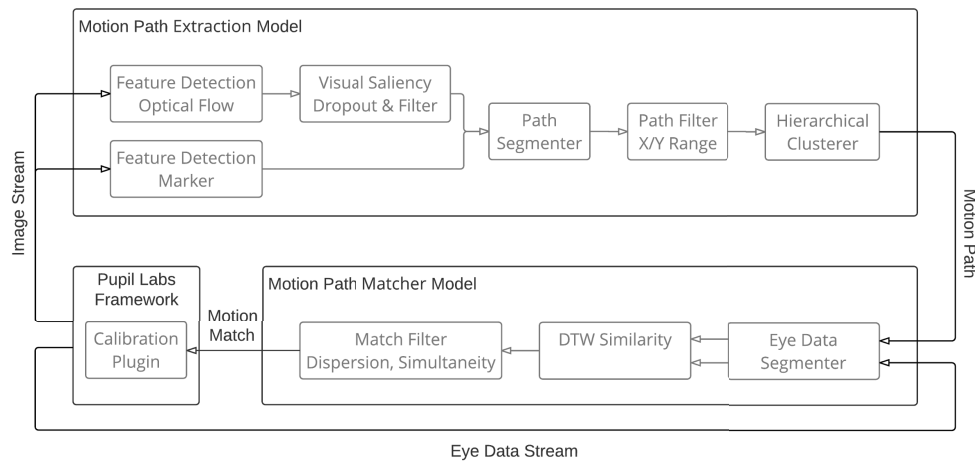 Motion Path Extraction Model
Feature Detection
Optical Flow
Visual Saliency
Dropout & Filter
Feature Detection
Marker
Path
Segmenter
Path Filter
X/Y Range
Hierarchical
Clusterer
Image Stream
Motion Path
Pupil Labs
Framework
Calibration
Plugin
Motion
Match
Motion Path Matcher Model
Match Filter
Dispersion, Simultaneity
DTW Similarity
Eye Data
Segmenter
Eye Data Stream